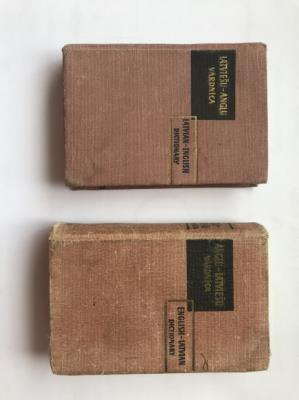 LATVIEŠU-ANGĻU
VĀRDNĪCA
LATVIAN-ENGLISH
DICTIONARY
ANGĻU-LATVIEŠU
VĀRDNĪCA
ENGLISH-LATVIAN
DICTIONARY